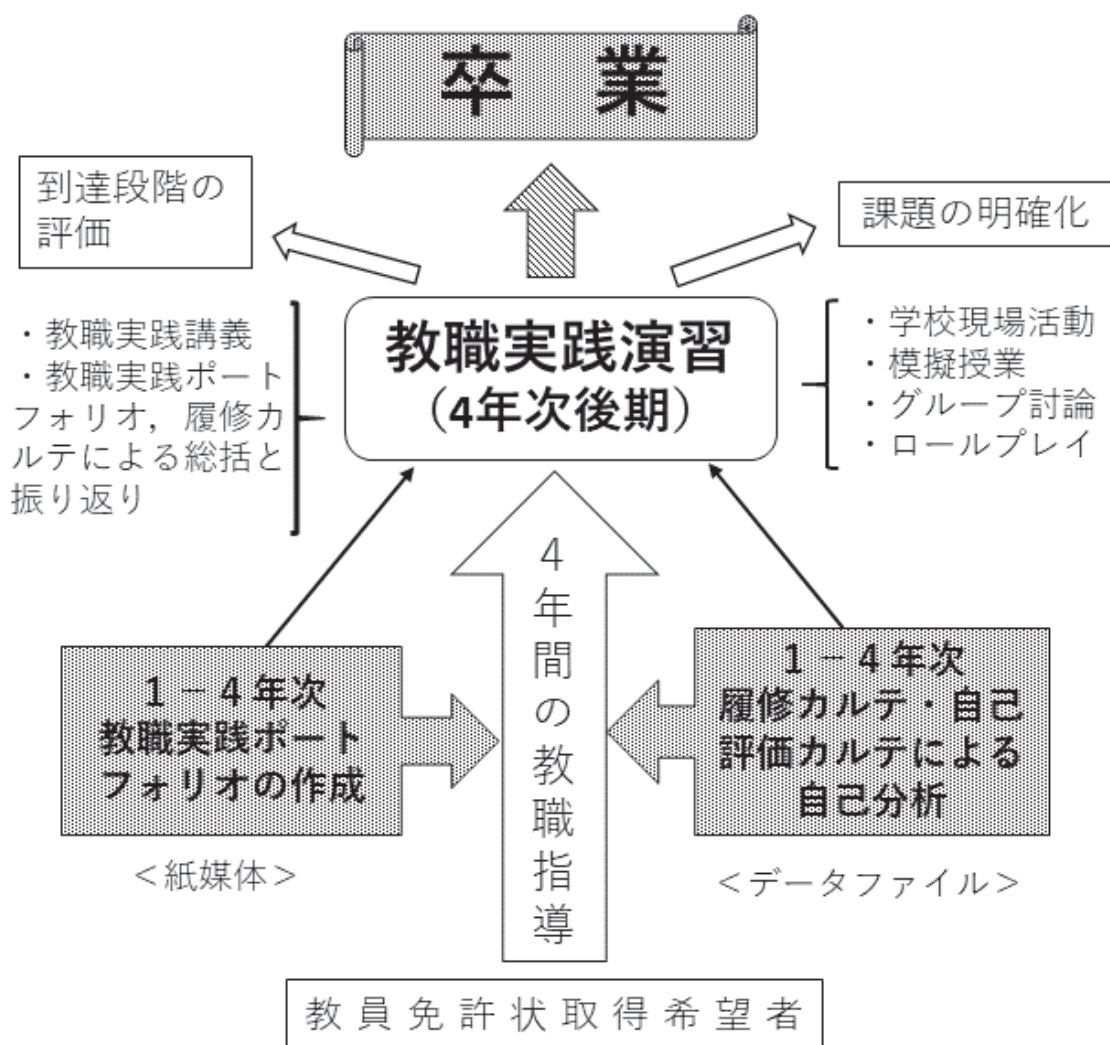 卒 業
到達段階の
評価
課題の明確化
・教職実践講義
・教職実践ポート
フォリオ，履修カ
ルテによる総括と
振り返り
教職実践演習
（4年次後期）
・学校現場活動
・模擬授業
・グループ討論
・ロールプレイ
4年間の教職指導
１－４年次
教職実践ポート
フォリオの作成
＜紙媒体＞
１－４年次
履修カルテ・自己
評価カルテによる
自己分析
＜データファイル＞
教員免許状取得希望者